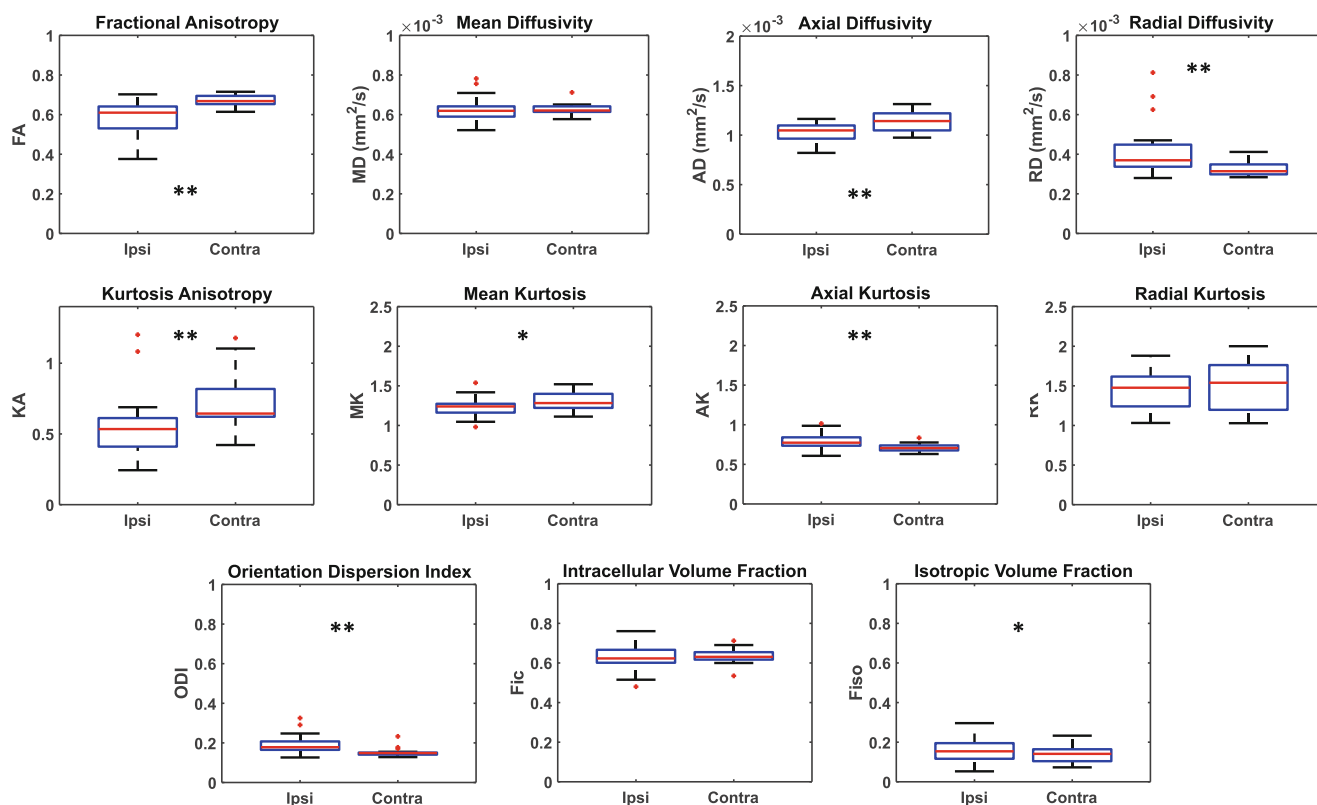 Fractional Anisotropy
1
0.8
0.6
0.4
0.2
0
FA
**
Ipsi Contra
Mean Diffusivity
×10⁻³
1
0.8
0.6
0.4
0.2
0
MD (mm²/s)
Ipsi Contra
Axial Diffusivity
×10⁻³
2
1.5
1
0.5
0
AD (mm²/s)
**
Ipsi Contra
Radial Diffusivity
×10⁻³
1
0.8
0.6
0.4
0.2
0
RD (mm²/s)
**
Ipsi Contra
Kurtosis Anisotropy
1
0.5
0
KA
**
Ipsi Contra
Mean Kurtosis
2.5
2
1.5
1
0.5
0
MK
*
Ipsi Contra
Axial Kurtosis
2.5
2
1.5
1
0.5
0
AK
**
Ipsi Contra
Radial Kurtosis
2.5
2
1.5
1
0.5
0
RK
Ipsi Contra
Orientation Dispersion Index
1
0.8
0.6
0.4
0.2
0
ODI
**
Ipsi Contra
Intracellular Volume Fraction
1
0.8
0.6
0.4
0.2
0
Fic
Ipsi Contra
Isotropic Volume Fraction
1
0.8
0.6
0.4
0.2
0
Fiso
*
Ipsi Contra